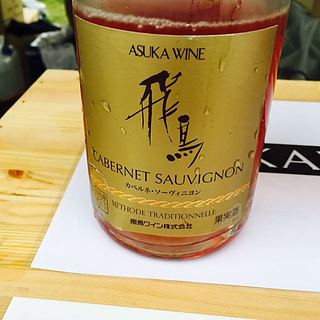 ASUKA WINE
飛鳥
CABERNET SAUVIGNON
カベルネ・ソーヴィニヨン
METHODE TRADITIONNELLE
飛鳥ワイン株式会社
果実酒
KAY